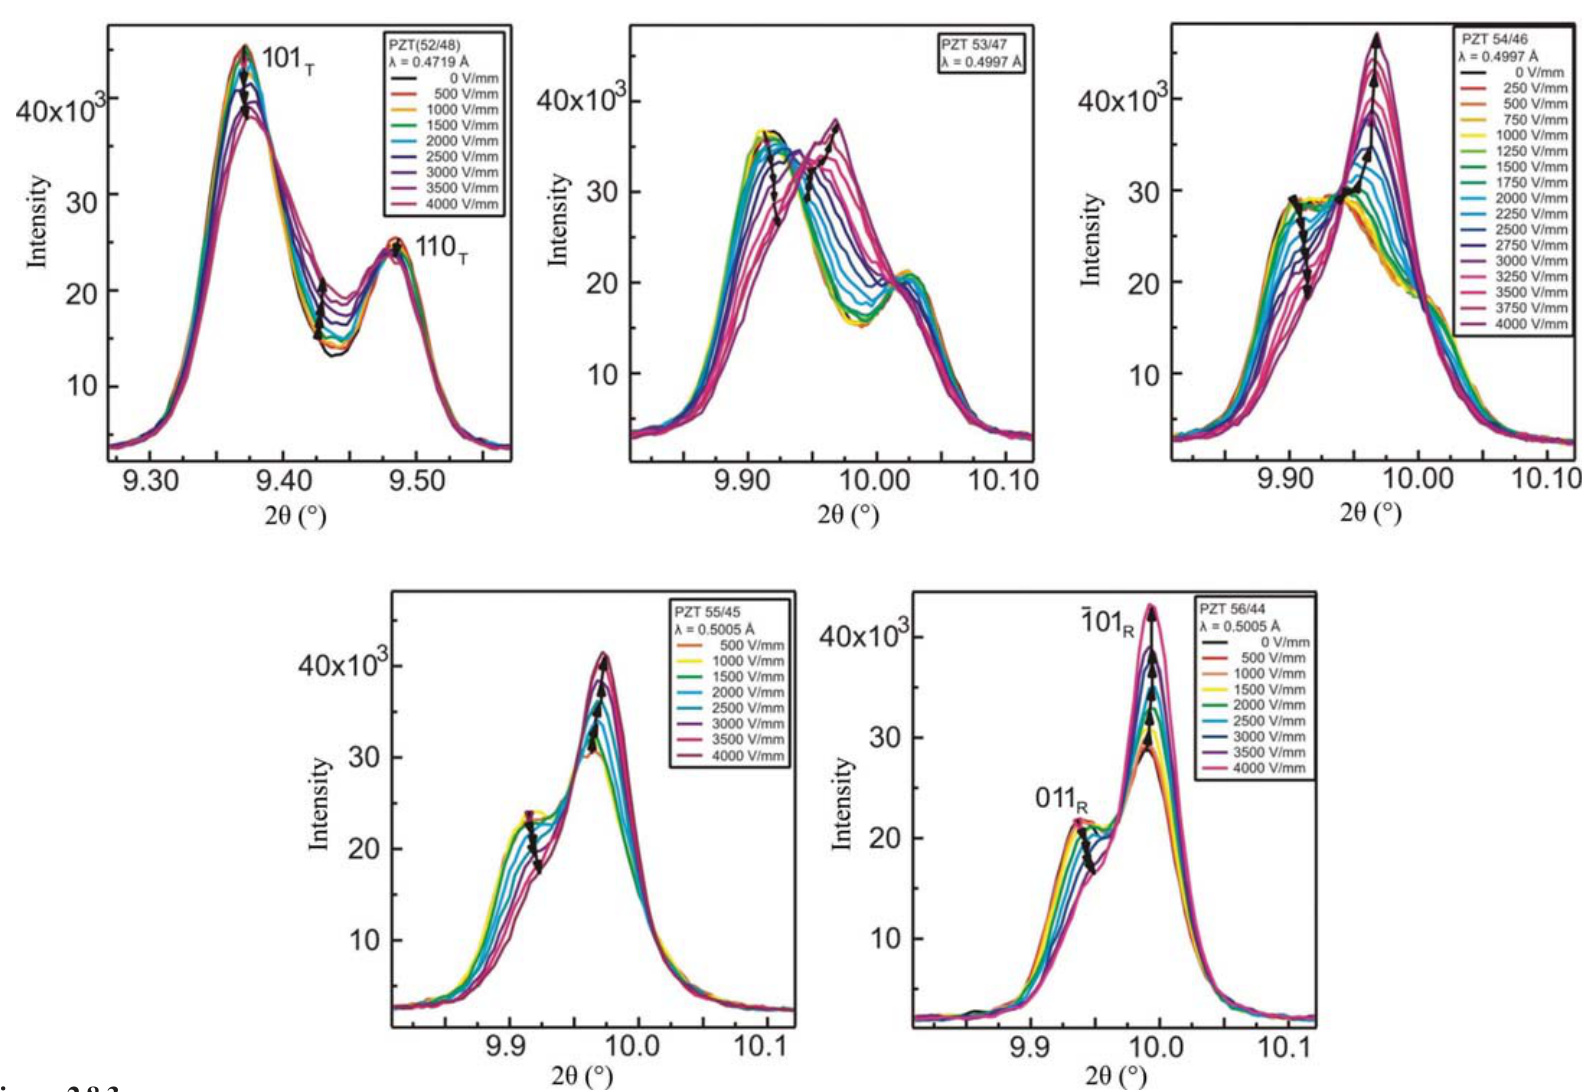 PZT(52/48)
λ = 0.4719 Å
0 V/mm
500 V/mm
1000 V/mm
1500 V/mm
2000 V/mm
2500 V/mm
3000 V/mm
3500 V/mm
4000 V/mm
101T
110T
40x10³
30
20
10
Intensity
9.30 9.40 9.50
2θ (°)
PZT 53/47
λ = 0.4997 Å
40x10³
30
20
10
Intensity
9.90 10.00 10.10
2θ (°)
PZT 54/46
λ = 0.4997 Å
0 V/mm
250 V/mm
500 V/mm
750 V/mm
1000 V/mm
1250 V/mm
1500 V/mm
1750 V/mm
2000 V/mm
2250 V/mm
2500 V/mm
2750 V/mm
3000 V/mm
3250 V/mm
3500 V/mm
3750 V/mm
4000 V/mm
40x10³
30
20
10
Intensity
9.90 10.00 10.10
2θ (°)
PZT 55/45
λ = 0.5005 Å
500 V/mm
1000 V/mm
1500 V/mm
2000 V/mm
2500 V/mm
3000 V/mm
3500 V/mm
4000 V/mm
40x10³
30
20
10
Intensity
9.9 10.0 10.1
2θ (°)
PZT 56/44
λ = 0.5005 Å
0 V/mm
500 V/mm
1000 V/mm
1500 V/mm
2000 V/mm
2500 V/mm
3000 V/mm
3500 V/mm
4000 V/mm
1̄01R
011R
40x10³
30
20
10
Intensity
9.9 10.0 10.1
2θ (°)